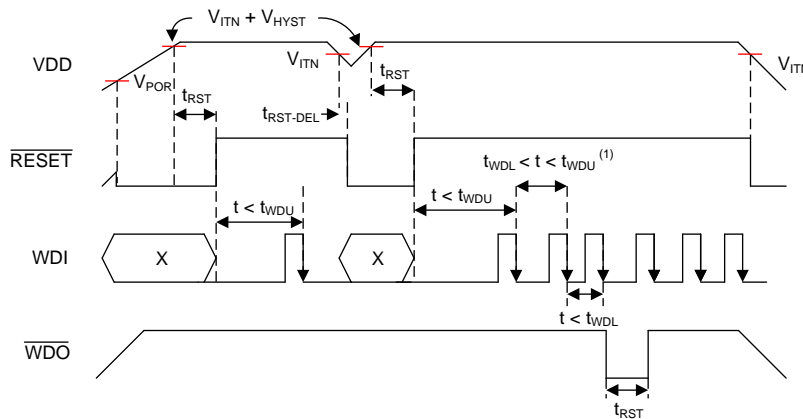 V_ITN + V_HYST
VDD
V_ITN
V_ITN
V_POR
t_RST
t_RST
t_RST-DEL
RESET
t_WDL < t < t_WDU (1)
t < t_WDU
t < t_WDU
WDI
X
X
t < t_WDL
WDO
t_RST